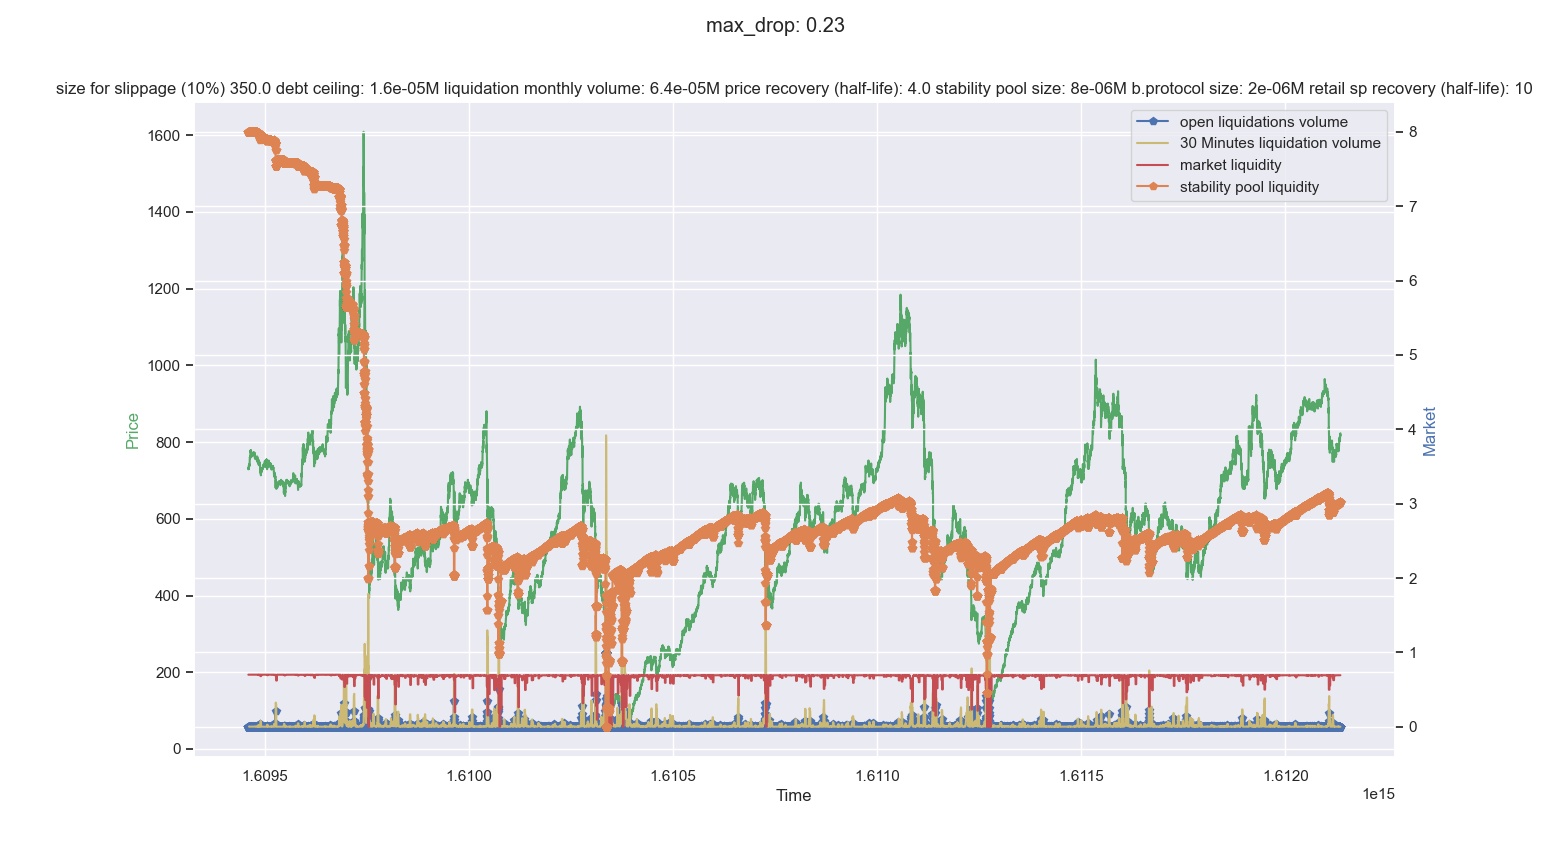 max_drop: 0.23
size for slippage (10%) 350.0 debt ceiling: 1.6e-05M liquidation monthly volume: 6.4e-05M price recovery (half-life): 4.0 stability pool size: 8e-06M b.protocol size: 2e-06M retail sp recovery (half-life): 10
open liquidations volume
30 Minutes liquidation volume
market liquidity
stability pool liquidity
1600
1400
1200
1000
800
600
400
200
0
Price
8
7
6
5
4
3
2
1
0
Market
1.6095 1.6100 1.6105 1.6110 1.6115 1.6120
1e15
Time